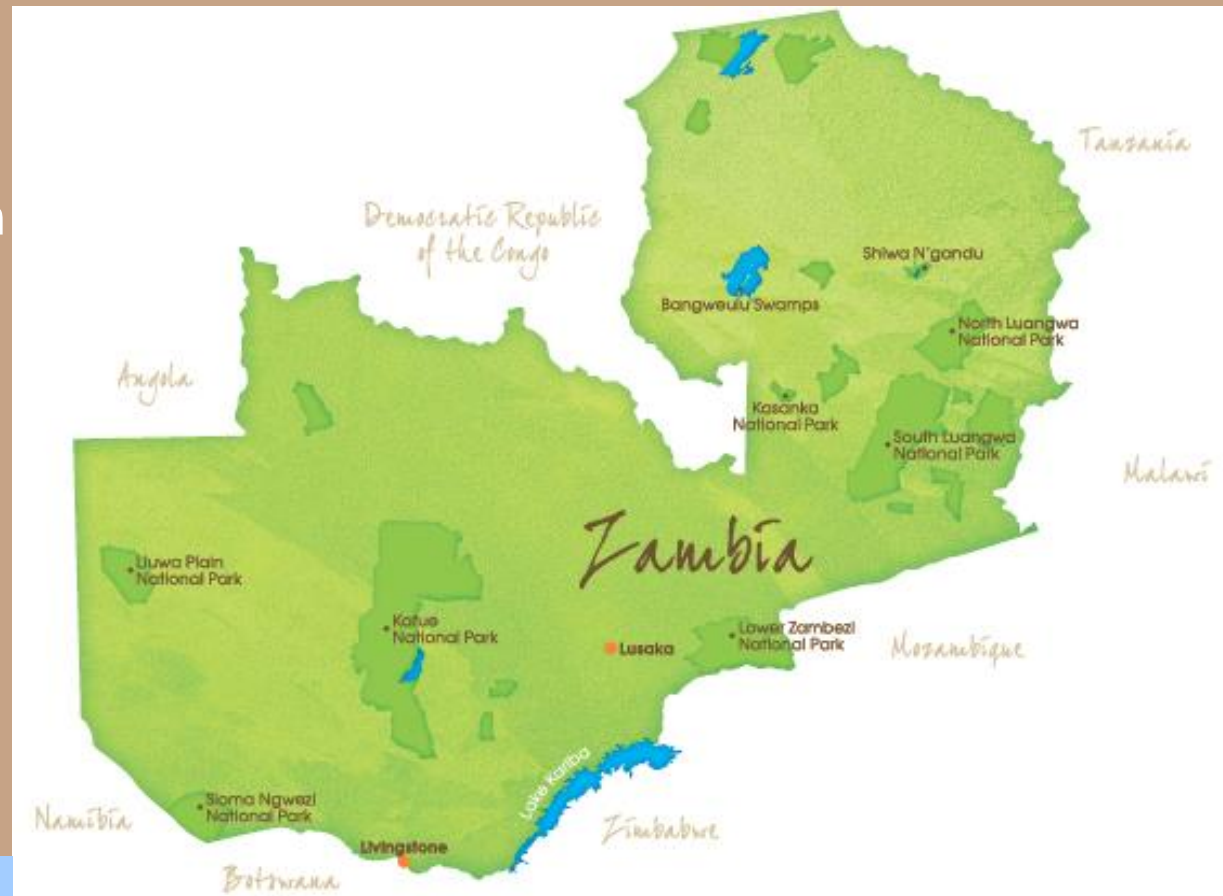 Tanzania
Democratic Republic
of the Congo
Shiwa N'gandu
Bangweulu Swamps
North Luangwa
National Park
Angola
Kasanka
National Park
South Luangwa
National Park
Malawi
Zambia
Liuwa Plain
National Park
Kafue
National Park
Lusaka
Lower Zambezi
National Park
Mozambique
Lake Kariba
Sioma Ngwezi
National Park
Namibia
Zimbabwe
Livingstone
Botswana